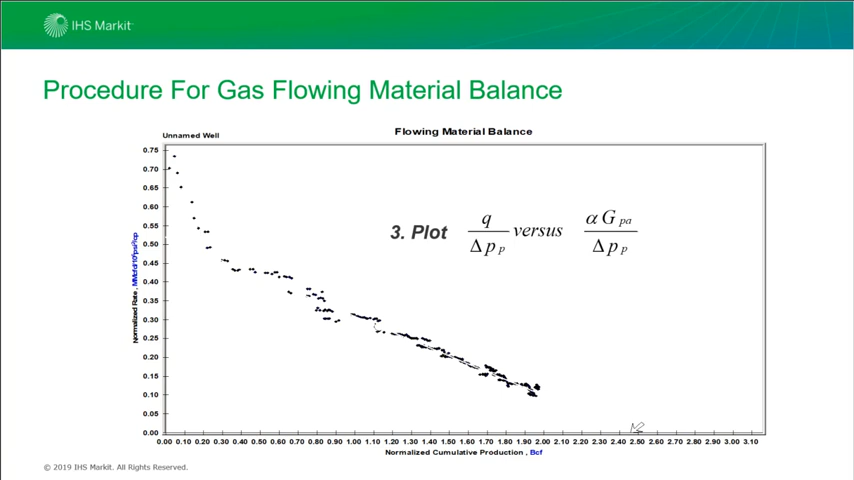 IHS Markit
Procedure For Gas Flowing Material Balance
Unnamed Well
Flowing Material Balance
0.75
0.70
0.65
0.60
0.55
0.50
0.45
0.40
0.35
0.30
0.25
0.20
0.15
0.10
0.05
0.00
Normalized Rate , MMcfd/(10⁶psi²/cp
3. Plot q / Δ p p versus α G pa / Δ p p
0.00 0.10 0.20 0.30 0.40 0.50 0.60 0.70 0.80 0.90 1.00 1.10 1.20 1.30 1.40 1.50 1.60 1.70 1.80 1.90 2.00 2.10 2.20 2.30 2.40 2.50 2.60 2.70 2.80 2.90 3.00 3.10
Normalized Cumulative Production , Bcf
© 2019 IHS Markit. All Rights Reserved.